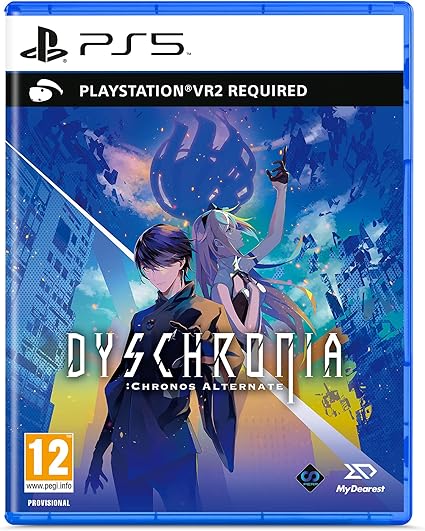 PS5
PLAYSTATION®VR2 REQUIRED
DYSCHRONIA
:CHRONOS ALTERNATE
12
www.pegi.info
PROVISIONAL
MyDearest